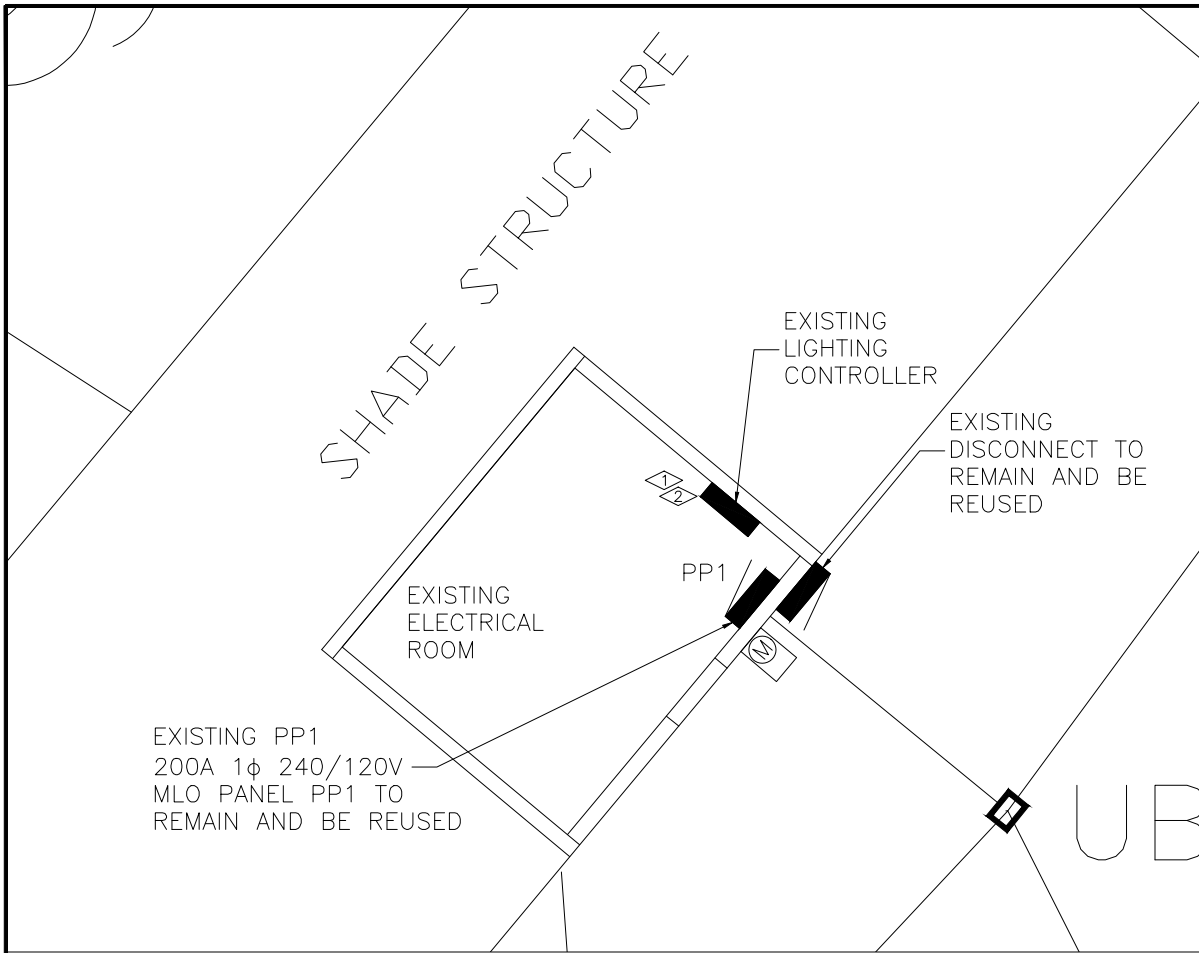 SHADE STRUCTURE
EXISTING
LIGHTING
CONTROLLER
EXISTING
DISCONNECT TO
REMAIN AND BE
REUSED
1
2
PP1
EXISTING
ELECTRICAL
ROOM
M
EXISTING PP1
200A 1ϕ 240/120V
MLO PANEL PP1 TO
REMAIN AND BE REUSED
UB